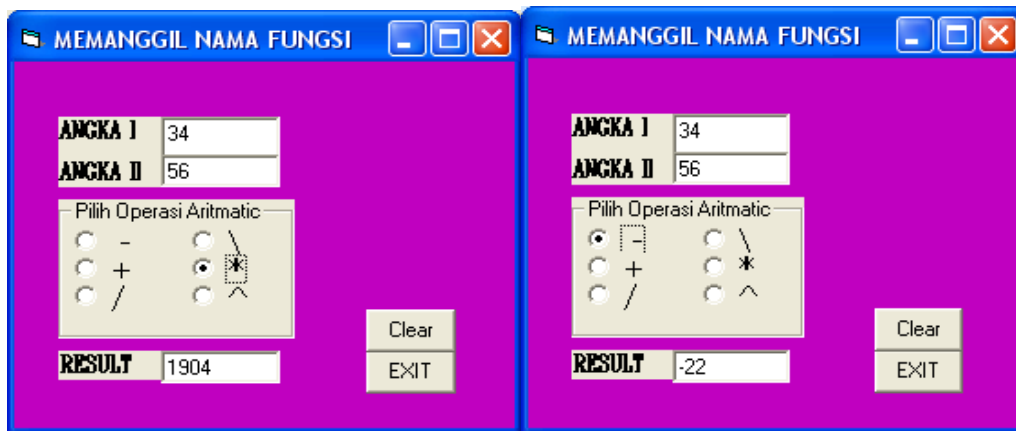 MEMANGGIL NAMA FUNGSI
ANGKA I 34
ANGKA II 56
Pilih Operasi Aritmatic
- \
+ *
/ ^
Clear
RESULT 1904
EXIT
MEMANGGIL NAMA FUNGSI
ANGKA I 34
ANGKA II 56
Pilih Operasi Aritmatic
- \
+ *
/ ^
Clear
RESULT -22
EXIT